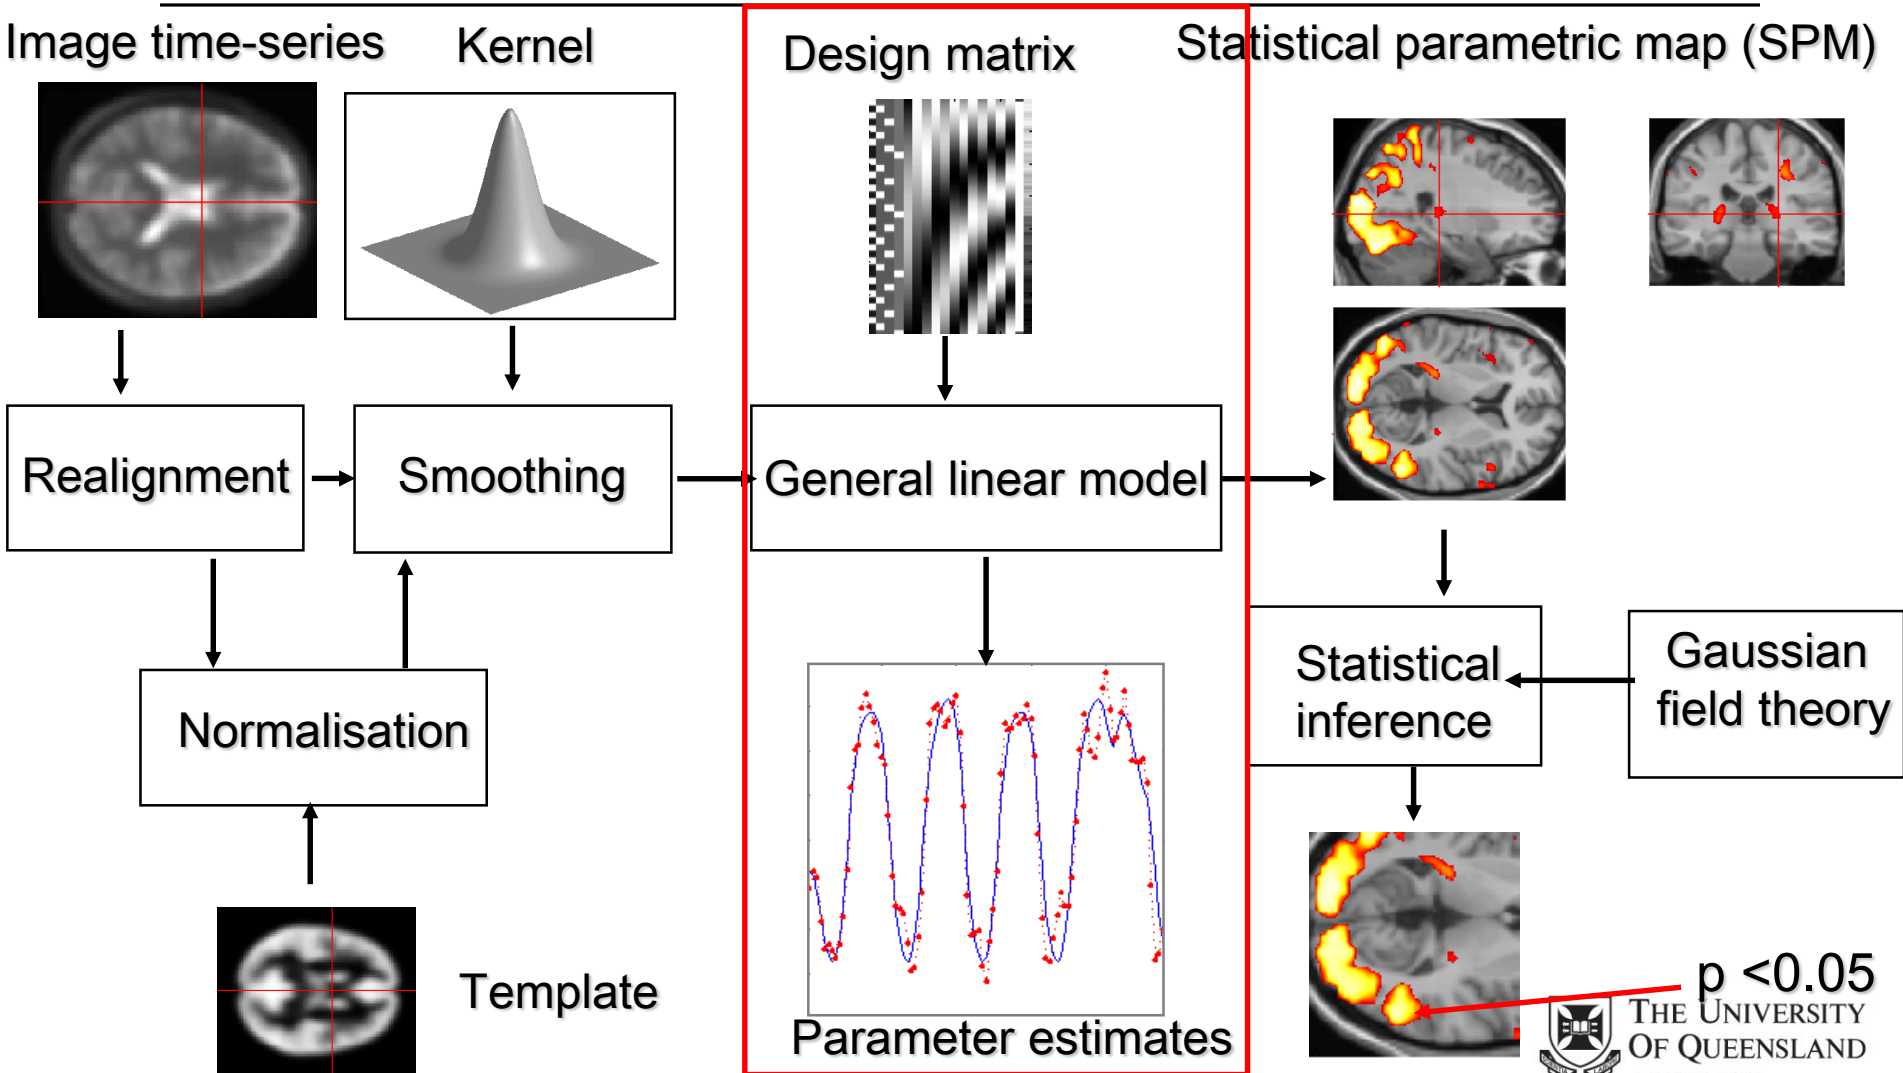 Image time-series
Kernel
Design matrix
Statistical parametric map (SPM)
Realignment
Smoothing
General linear model
Normalisation
Statistical
inference
Gaussian
field theory
Template
Parameter estimates
p <0.05
THE UNIVERSITY
OF QUEENSLAND